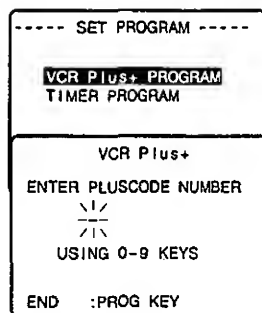 ----- SET PROGRAM -----
VCR Plus+ PROGRAM
TIMER PROGRAM
VCR Plus+
ENTER PLUSCODE NUMBER
-
USING 0-9 KEYS
END :PROG KEY